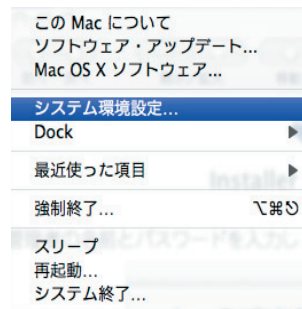 この Mac について
ソフトウェア・アップデート...
Mac OS X ソフトウェア...
システム環境設定...
Dock
最近使った項目
Installer
強制終了... ⌥⌘⎋
スリープ
再起動...
システム終了...